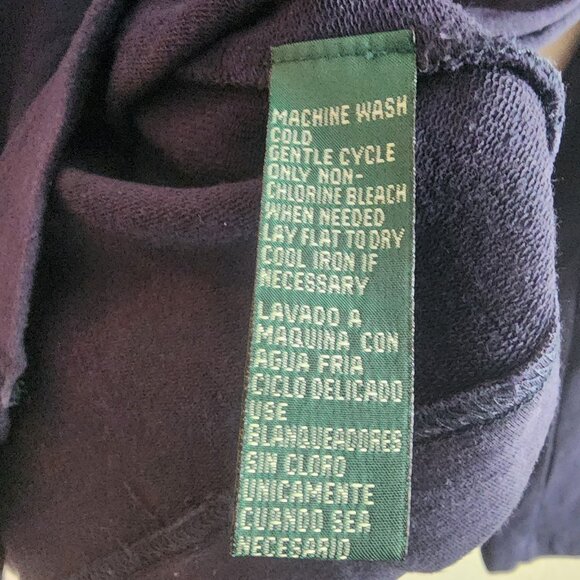 MACHINE WASH
COLD
GENTLE CYCLE
ONLY NON-
CHLORINE BLEACH
WHEN NEEDED
LAY FLAT TO DRY
COOL IRON IF
NECESSARY
LAVADO A
MAQUINA CON
AGUA FRIA
CICLO DELICADO
USE
BLANQUEADORES
SIN CLORO
UNICAMENTE
CUANDO SEA
NECESARIO